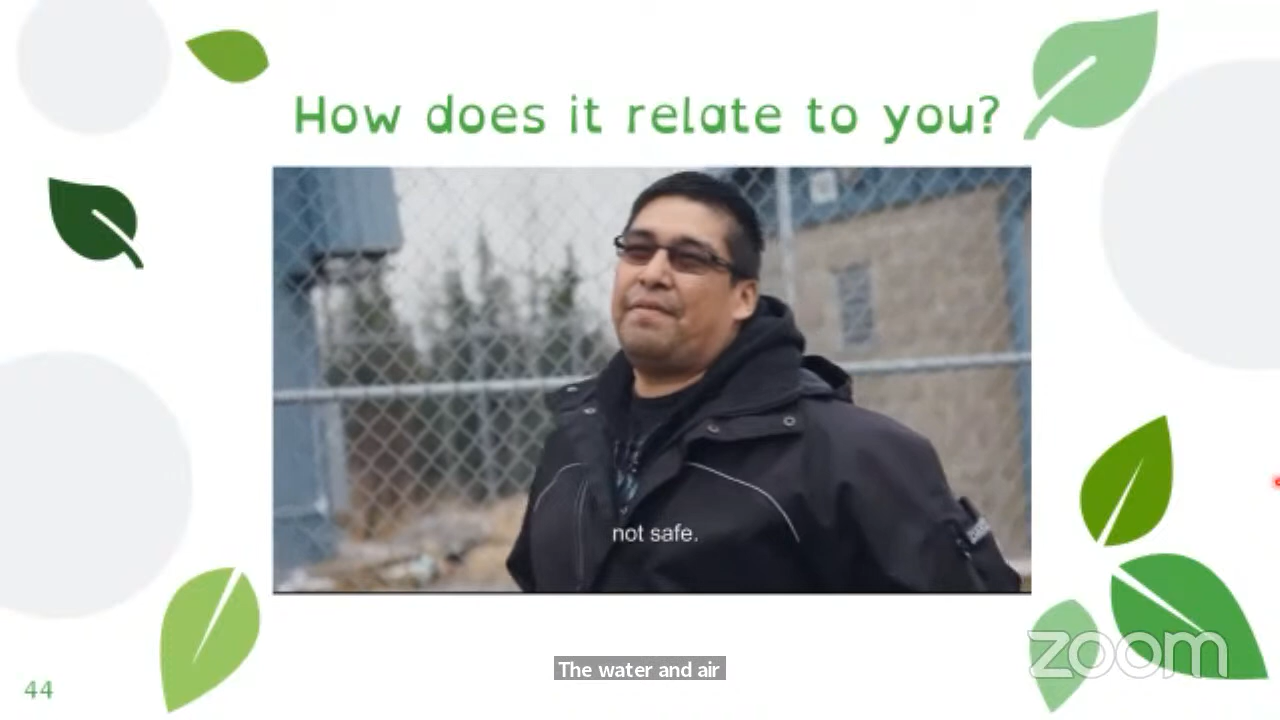 How does it relate to you?
not safe.
The water and air
zoom
44